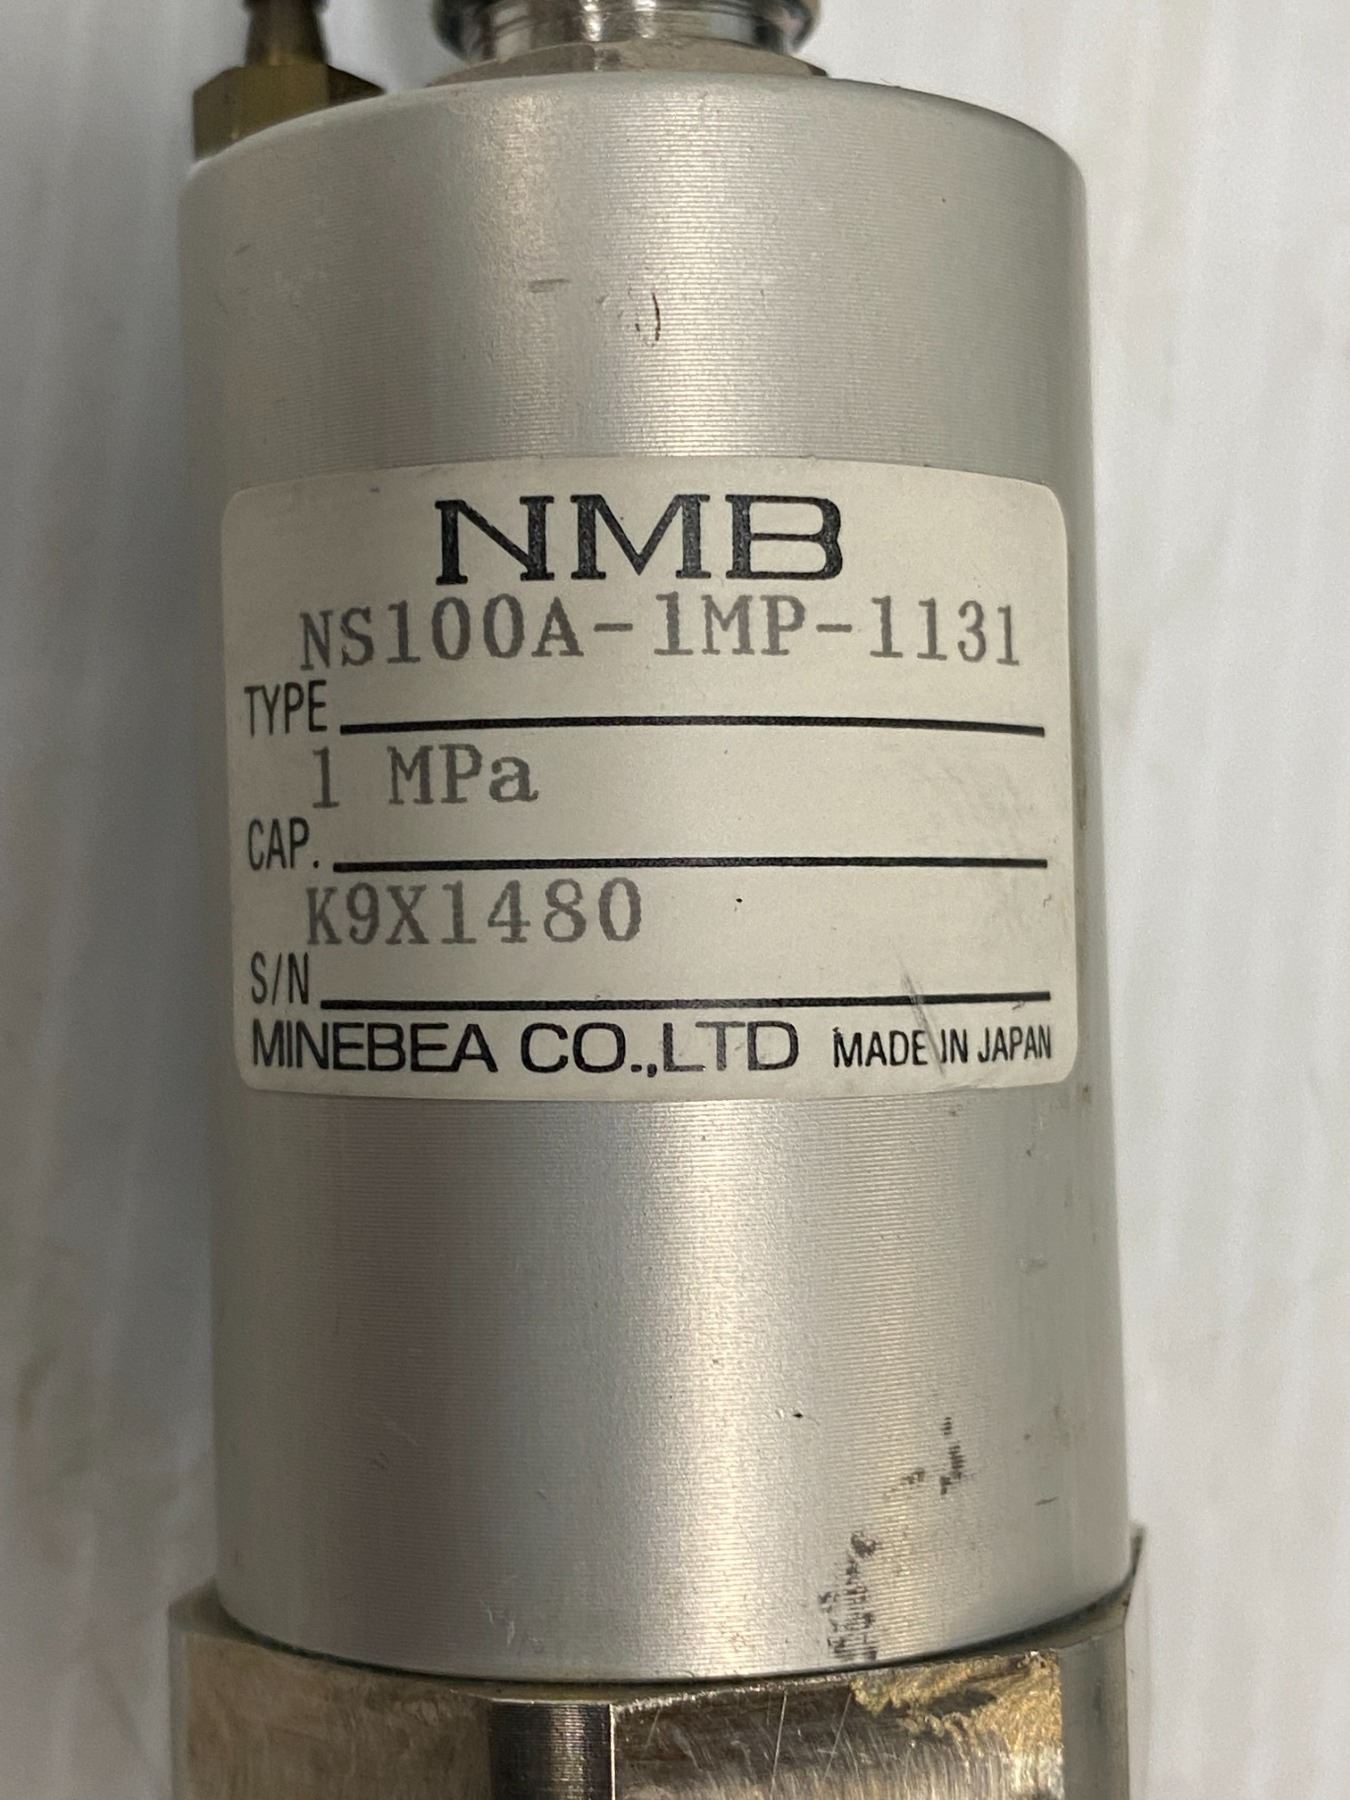 NMB
NS100A-1MP-1131
TYPE
1 MPa
CAP.
K9X1480
S/N
MINEBEA CO.,LTD MADE IN JAPAN